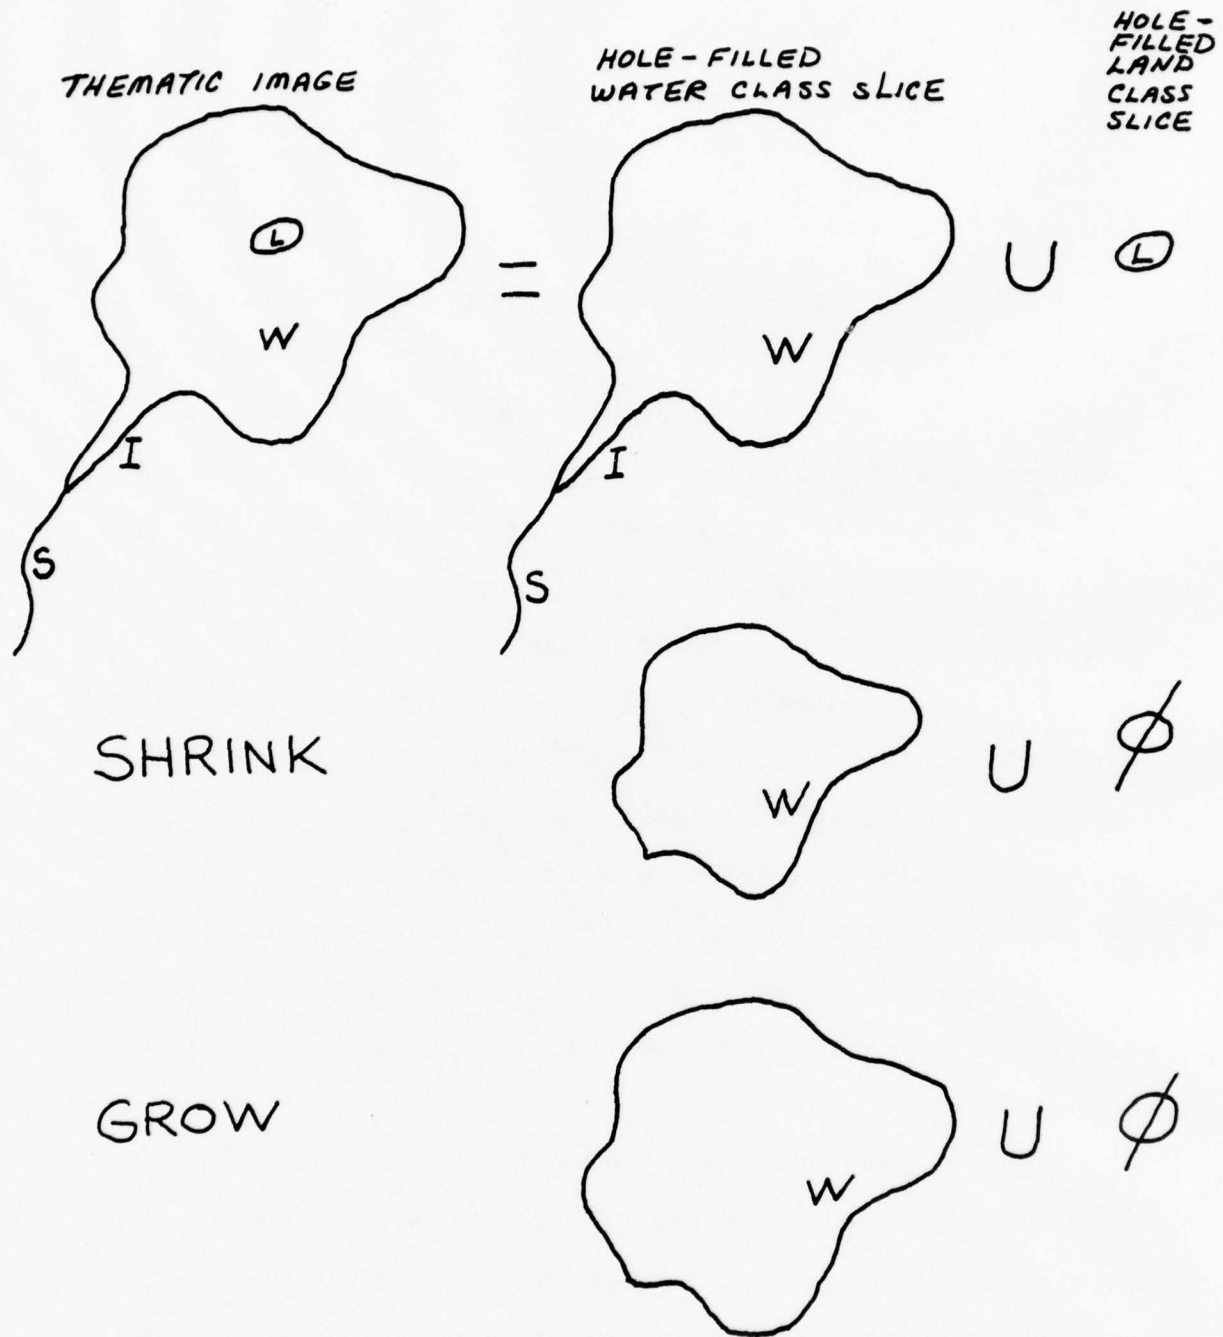 THEMATIC IMAGE
HOLE-FILLED
WATER CLASS SLICE
HOLE-
FILLED
LAND
CLASS
SLICE
L
W
I
S
=
W
I
S
U
L
SHRINK
W
U
∅
GROW
W
U
∅